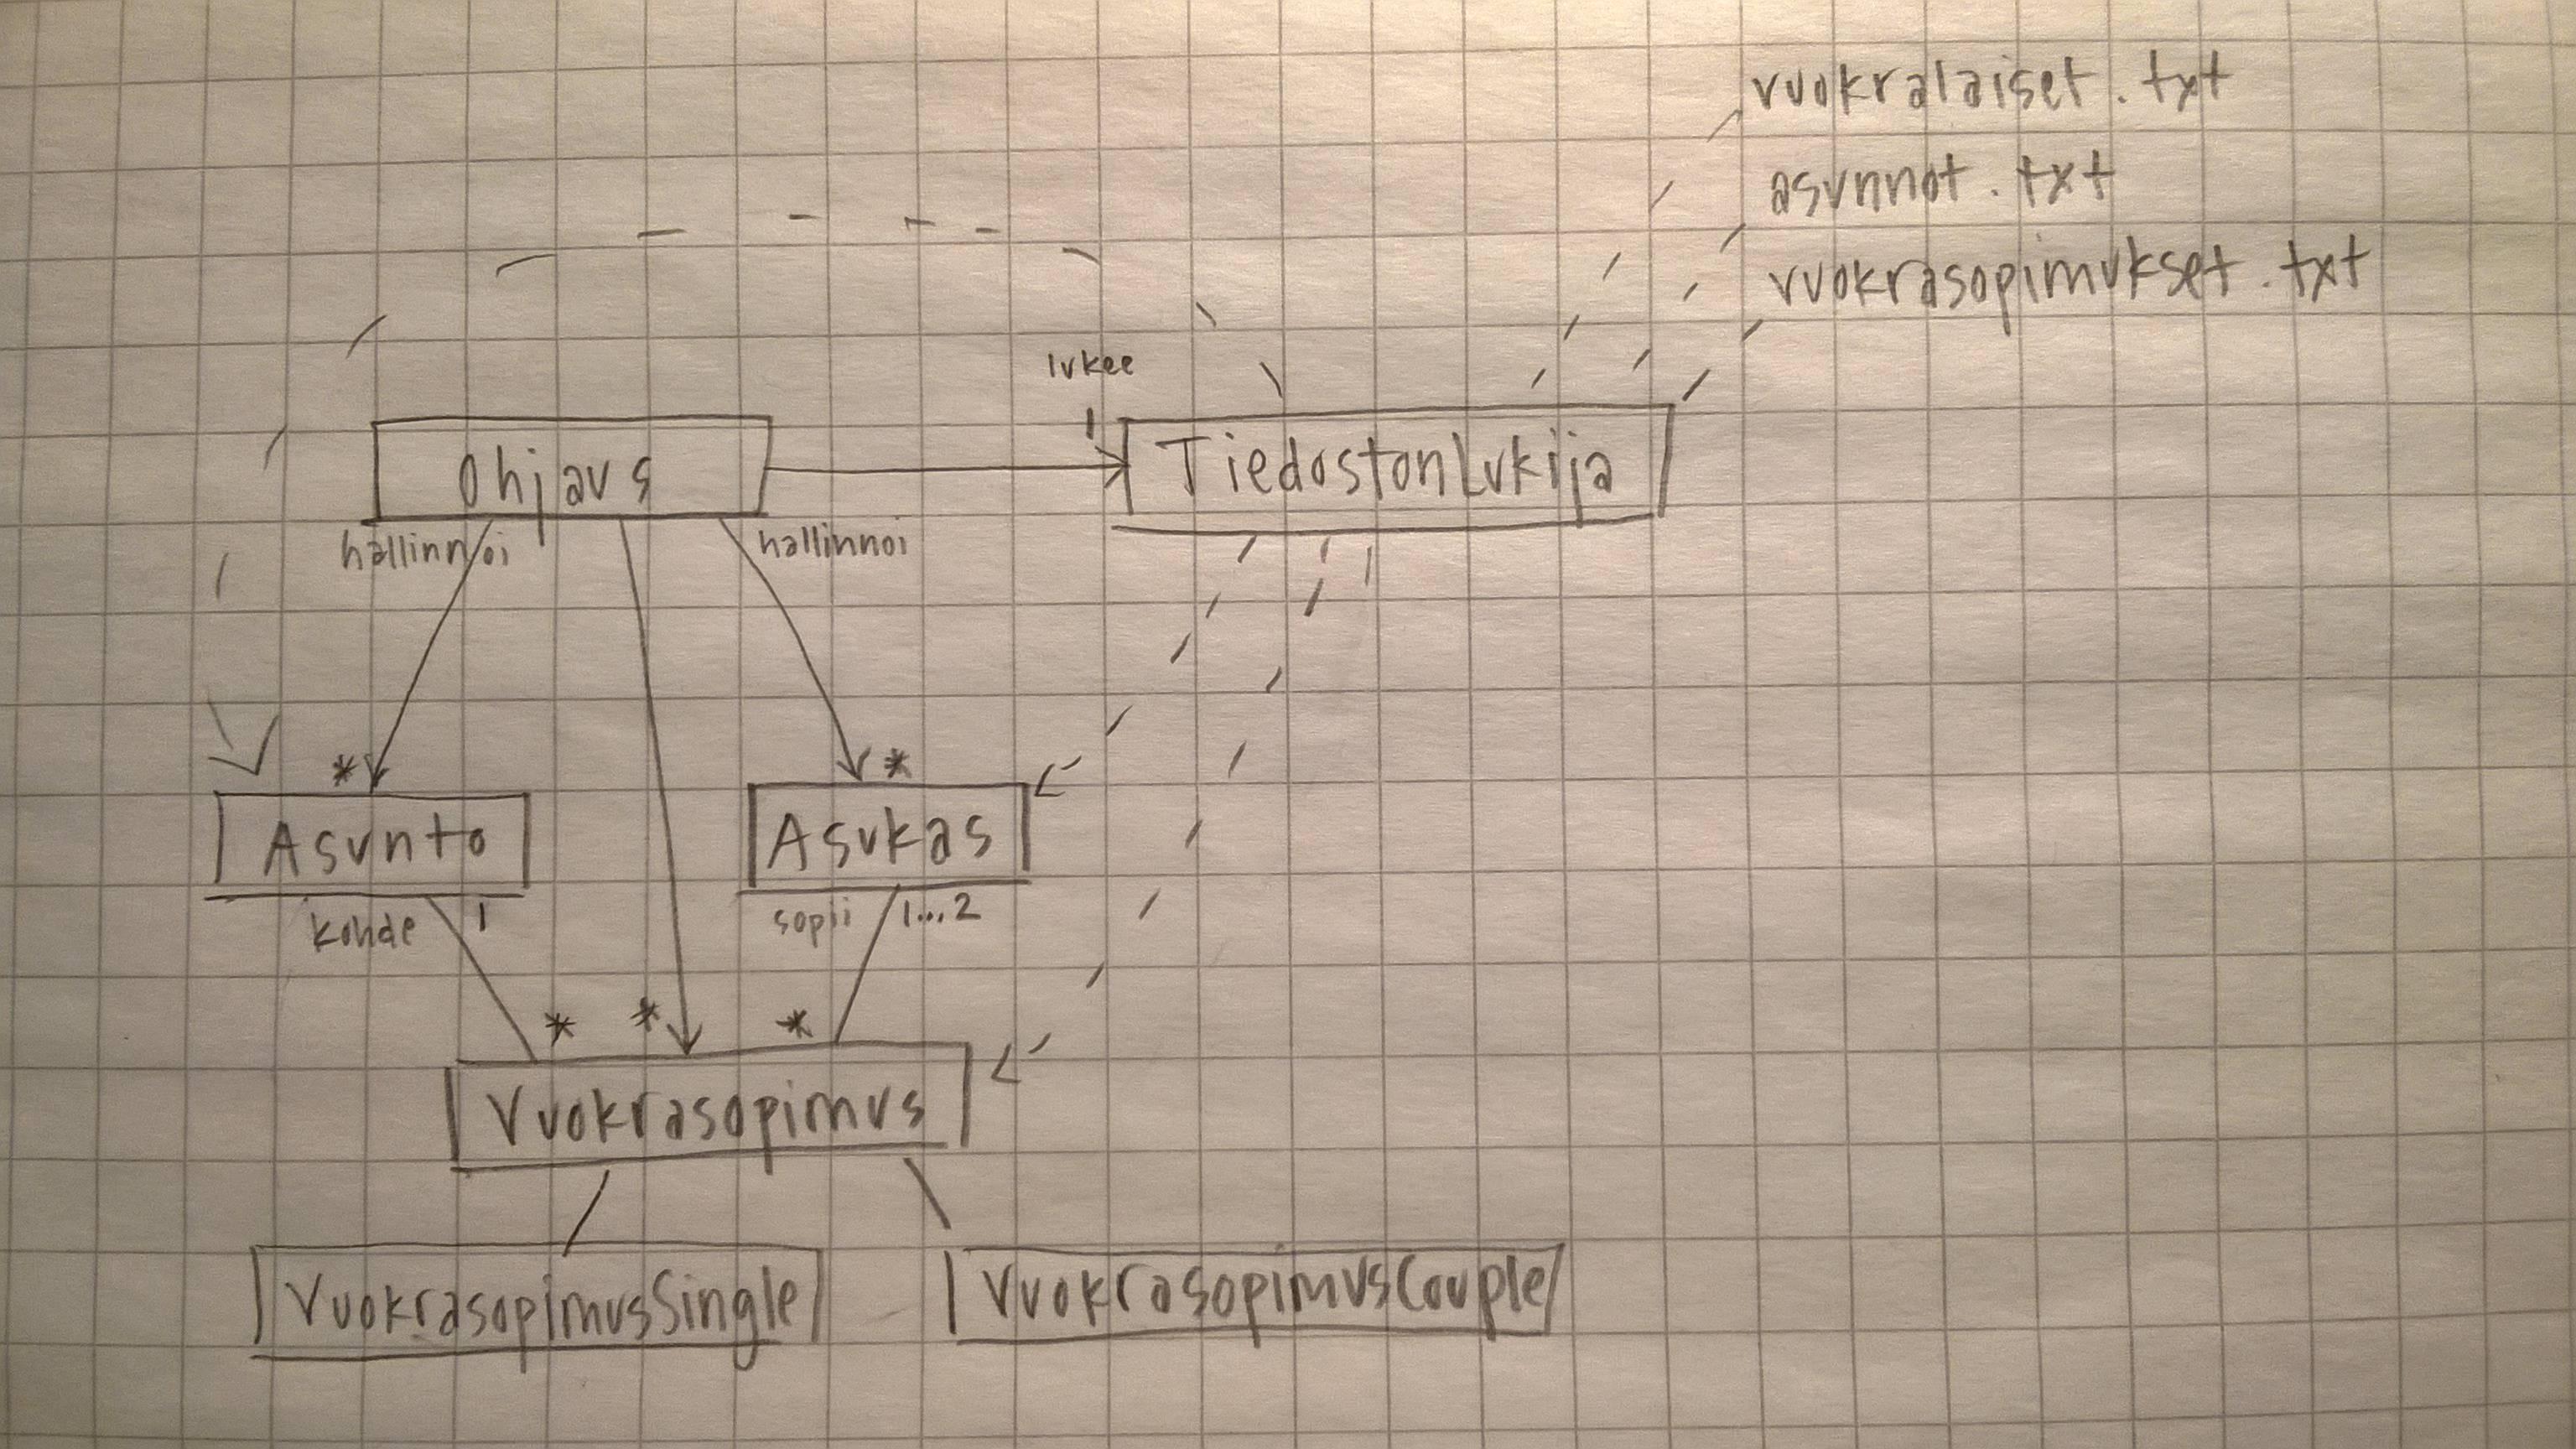 vuokralaiset.txt
asunnot.txt
vuokrasopimukset.txt
lukee
1
Ohjaus
TiedostonLukija
hallinnoi
hallinnoi
*
*
Asunto
Asukas
kohde
1
sopii
1...2
*
*
*
Vuokrasopimus
VuokrasopimusSingle
VuokrasopimusCouple